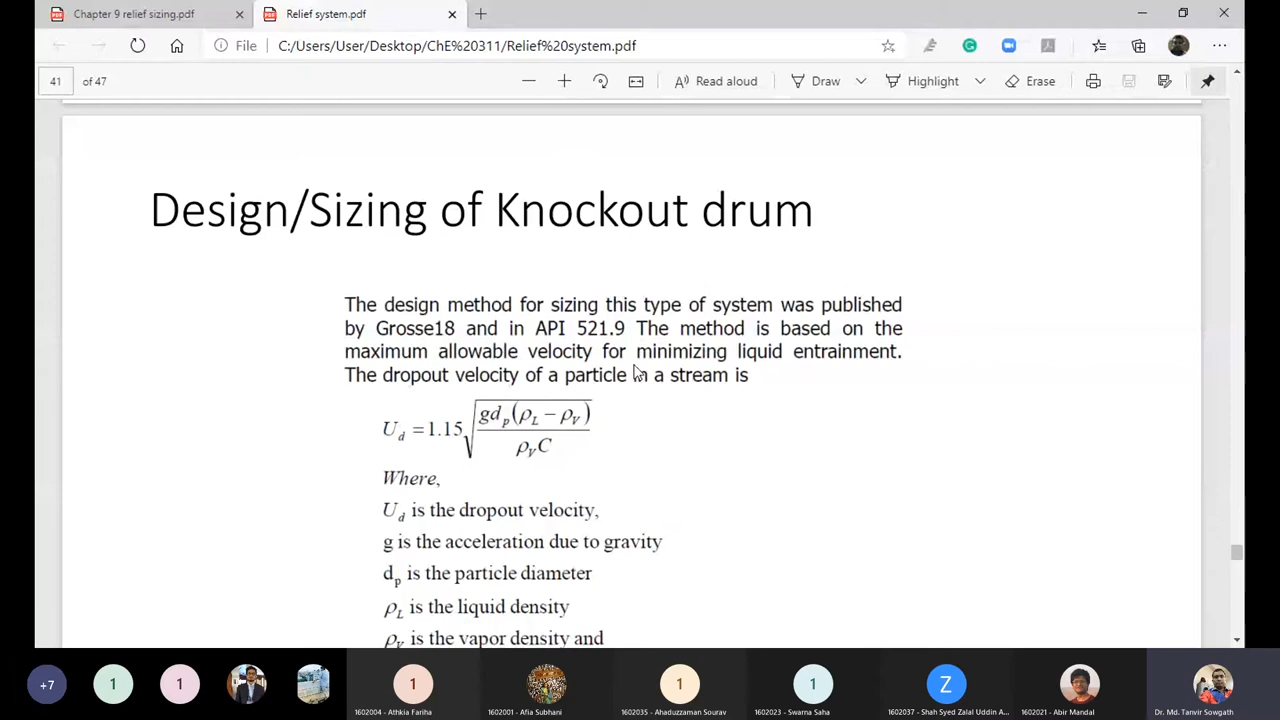 Chapter 9 relief sizing.pdf
Relief system.pdf
File C:/Users/User/Desktop/ChE%20311/Relief%20system.pdf
41 of 47
Read aloud
Draw
Highlight
Erase
Design/Sizing of Knockout drum
The design method for sizing this type of system was published
by Grosse18 and in API 521.9 The method is based on the
maximum allowable velocity for minimizing liquid entrainment.
The dropout velocity of a particle in a stream is
U_d = 1.15 √(gd_p(ρ_L − ρ_V) / ρ_V C)
Where,
U_d is the dropout velocity,
g is the acceleration due to gravity
d_p is the particle diameter
ρ_L is the liquid density
ρ_V is the vapor density and
+7
1
1
1
1
1
Z
1602004 - Athkia Fariha
1602001 - Afia Subhani
1602035 - Ahaduzzaman Sourav
1602023 - Swarna Saha
1602037 - Shah Syed Zalal Uddin A...
1602021 - Abir Mandal
Dr. Md. Tanvir Sowgath